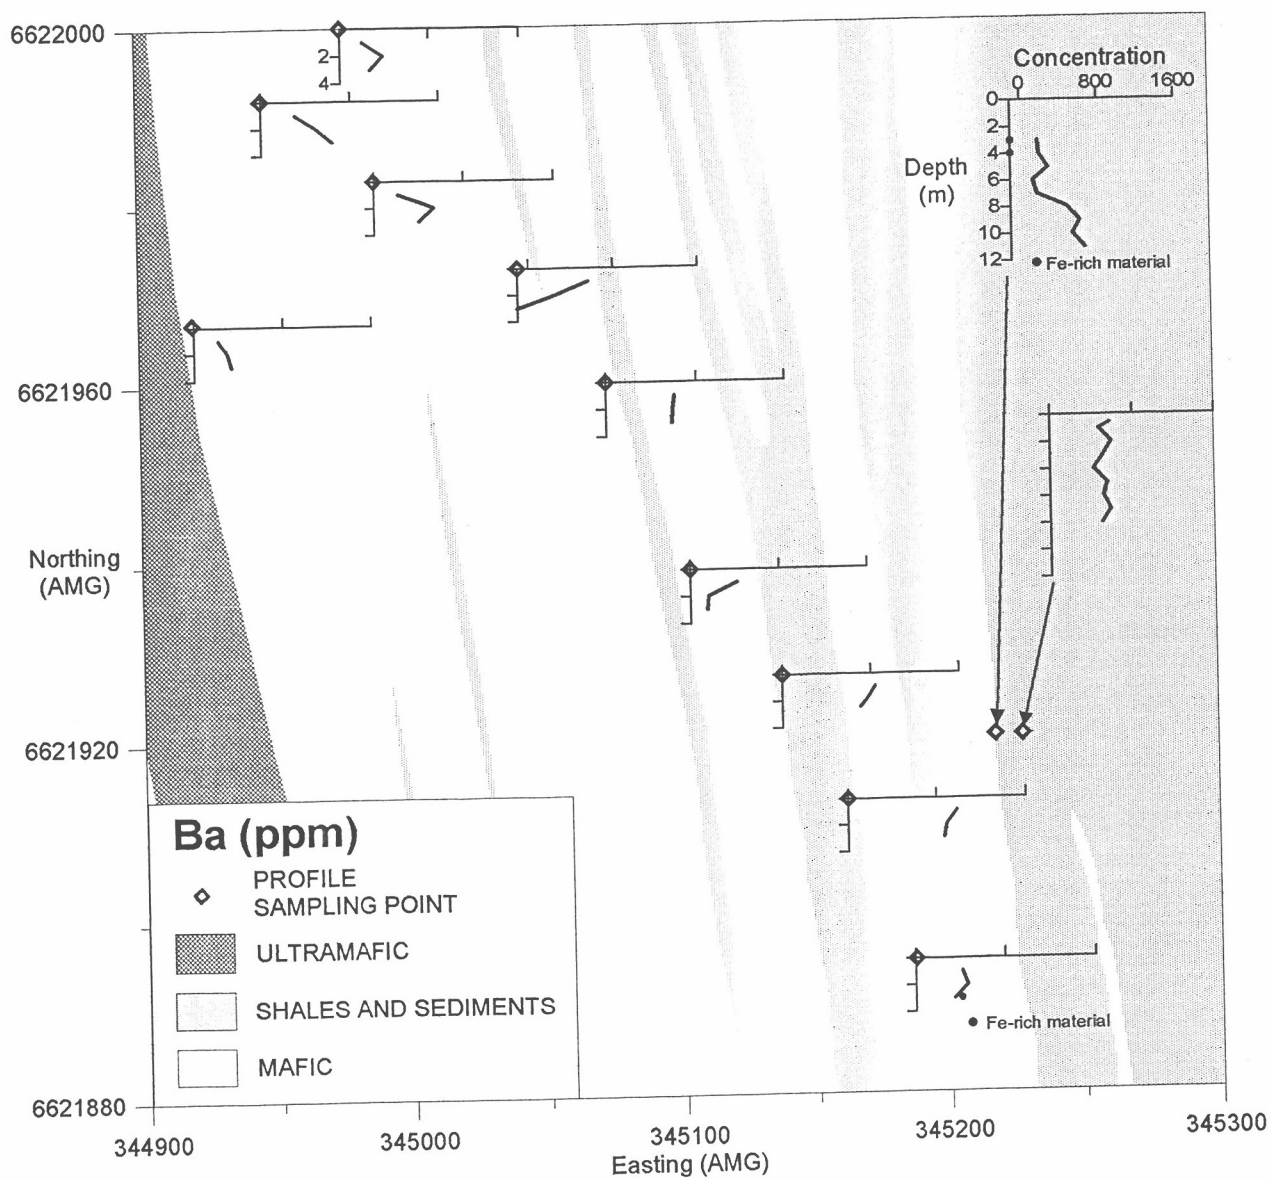 6622000
2
4
Concentration
0 800 1600
0
2
4
6
8
10
12
Depth
(m)
Fe-rich material
6621960
Northing
(AMG)
6621920
Ba (ppm)
PROFILE
SAMPLING POINT
ULTRAMAFIC
SHALES AND SEDIMENTS
MAFIC
Fe-rich material
6621880
344900 345000 345100 345200 345300
Easting (AMG)